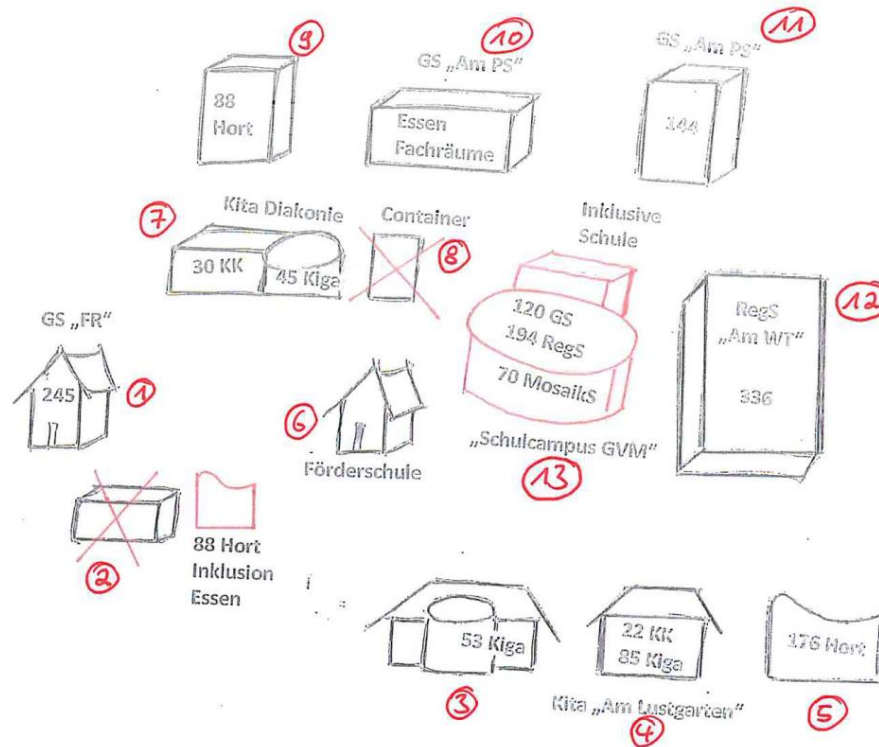 9
88
Hort
10
GS „Am PS"
Essen
Fachräume
11
GS „Am PS"
144
7
Kita Diakonie
30 KK
45 Kiga
Container
8
Inklusive
Schule
120 GS
194 RegS
70 MosaikS
„Schulcampus GVM"
13
12
RegS
„Am WT"
336
GS „FR"
245
1
6
Förderschule
2
88 Hort
Inklusion
Essen
53 Kiga
3
22 KK
85 Kiga
Kita „Am Lustgarten"
4
176 Hort
5